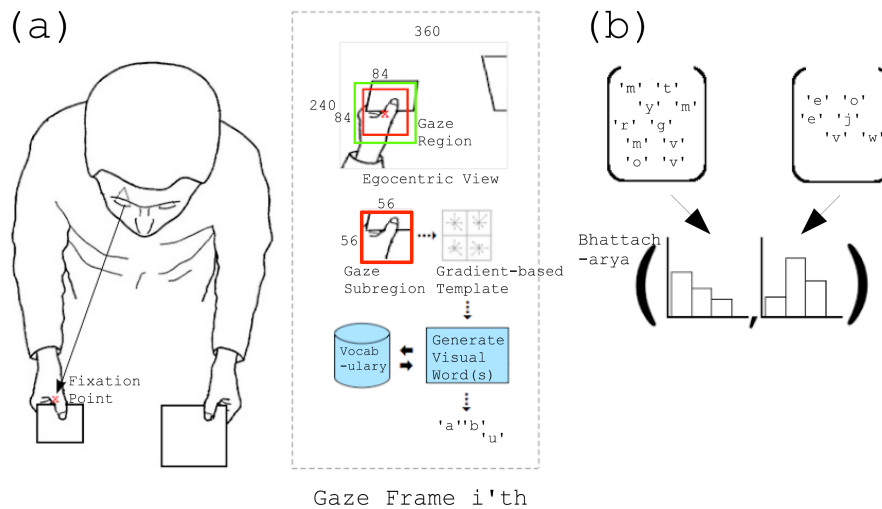 (a)
Fixation
Point
x
360
240
84
84
x
Gaze
Region
Egocentric View
56
56
Gaze
Subregion
Gradient-based
Template
Vocab
-ulary
Generate
Visual
Word(s)
'a''b'
'u'
Gaze Frame i'th
(b)
'm' 't'
'y' 'm'
'r' 'g'
'm' 'v'
'o' 'v'
'e' 'o'
'e' 'j'
'v' 'w'
Bhattach
-arya
( , )